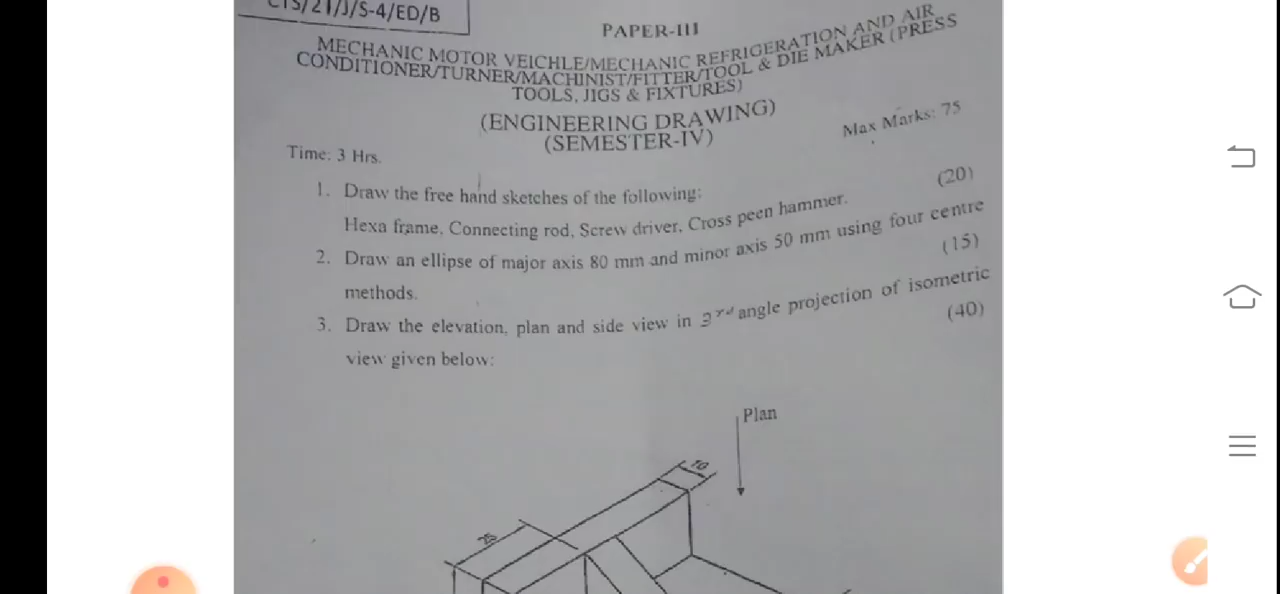 CTS/21/J/S-4/ED/B
PAPER-III
MECHANIC MOTOR VEICHLE/MECHANIC REFRIGERATION AND AIR
CONDITIONER/TURNER/MACHINIST/FITTER/TOOL & DIE MAKER (PRESS
TOOLS, JIGS & FIXTURES)
(ENGINEERING DRAWING)
(SEMESTER-IV)
Time: 3 Hrs.
Max Marks: 75
1. Draw the free hand sketches of the following: (20)
Hexa frame, Connecting rod, Screw driver, Cross peen hammer.
2. Draw an ellipse of major axis 80 mm and minor axis 50 mm using four centre
methods. (15)
3. Draw the elevation, plan and side view in 3rd angle projection of isometric
view given below: (40)
Plan
10
25